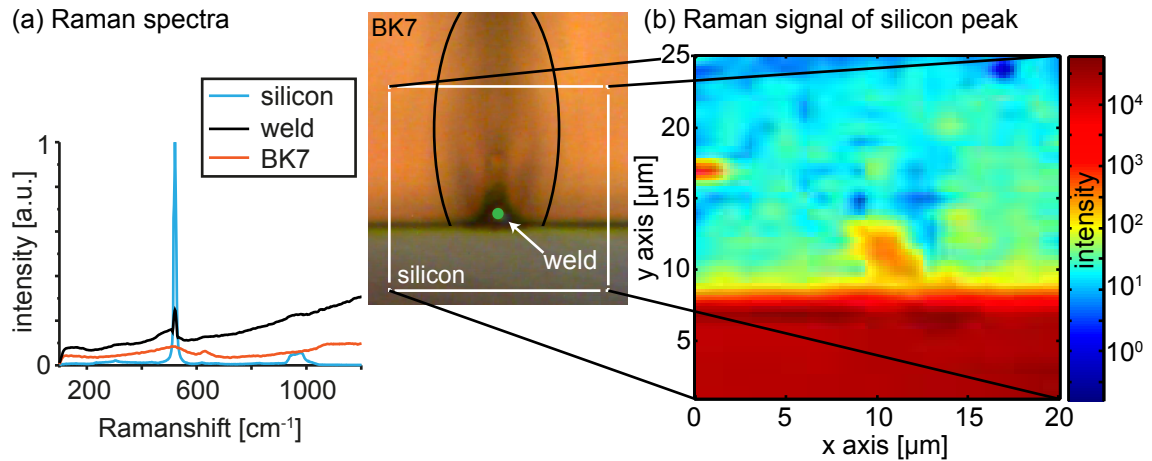 (a) Raman spectra
silicon
weld
BK7
intensity [a.u.]
1
0
200
600
1000
Ramanshift [cm⁻¹]
BK7
weld
silicon
(b) Raman signal of silicon peak
y axis [µm]
25
20
15
10
5
0
5
10
15
20
x axis [µm]
intensity
10⁴
10³
10²
10¹
10⁰